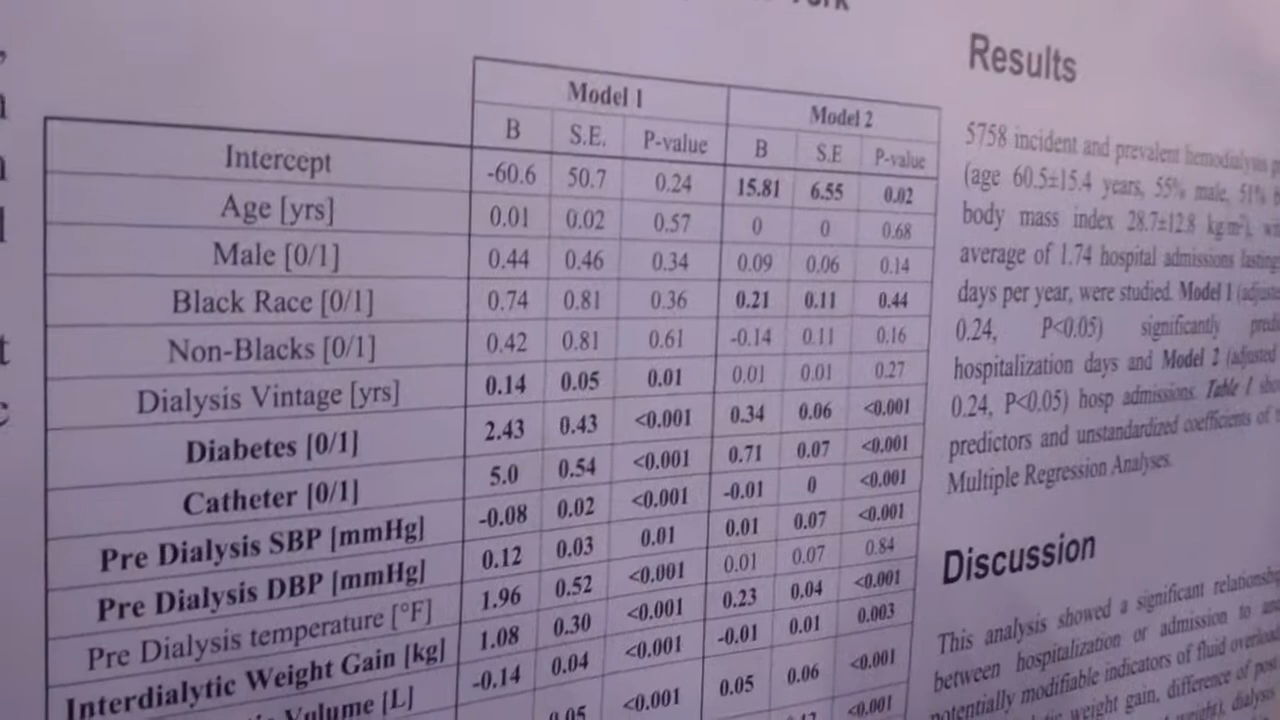 Model 1 Model 2
B S.E. P-value B S.E P-value
Intercept -60.6 50.7 0.24 15.81 6.55 0.02
Age [yrs] 0.01 0.02 0.57 0 0 0.68
Male [0/1] 0.44 0.46 0.34 0.09 0.06 0.14
Black Race [0/1] 0.74 0.81 0.36 0.21 0.11 0.44
Non-Blacks [0/1] 0.42 0.81 0.61 -0.14 0.11 0.16
Dialysis Vintage [yrs] 0.14 0.05 0.01 0.01 0.01 0.27
Diabetes [0/1] 2.43 0.43 <0.001 0.34 0.06 <0.001
Catheter [0/1] 5.0 0.54 <0.001 0.71 0.07 <0.001
Pre Dialysis SBP [mmHg] -0.08 0.02 <0.001 -0.01 0 <0.001
Pre Dialysis DBP [mmHg] 0.12 0.03 0.01 0.01 0.07 <0.001
Pre Dialysis temperature [°F] 1.96 0.52 <0.001 0.01 0.07 0.84
Interdialytic Weight Gain [kg] 1.08 0.30 <0.001 0.23 0.04 <0.001
Volume [L] -0.14 0.04 <0.001 -0.01 0.01 0.003
0.05 <0.001 0.05 0.06 <0.001
<0.001
Results
5758 incident and prevalent hemodialysis
(age 60.5±15.4 years, 55% male, 51%
body mass index 28.7±12.8 kg/m²),
average of 1.74 hospital admissions lasting
days per year, were studied. Model 1
0.24, P<0.05) significantly
hospitalization days and Model 2 (adjusted
0.24, P<0.05) hosp admissions. Table 1
predictors and unstandardized coefficients of
Multiple Regression Analyses.
Discussion
This analysis showed a significant
between hospitalization or admission to
potentially modifiable indicators of fluid
weight gain, difference of post
dialysis